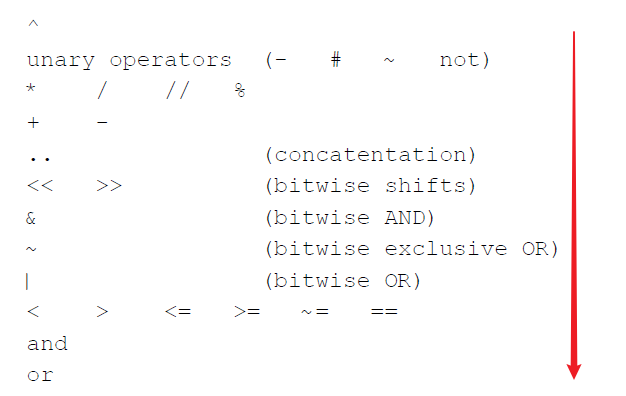 ^
unary operators (- # ~ not)
* / // %
+ -
.. (concatentation)
<< >> (bitwise shifts)
& (bitwise AND)
~ (bitwise exclusive OR)
| (bitwise OR)
< > <= >= ~= ==
and
or